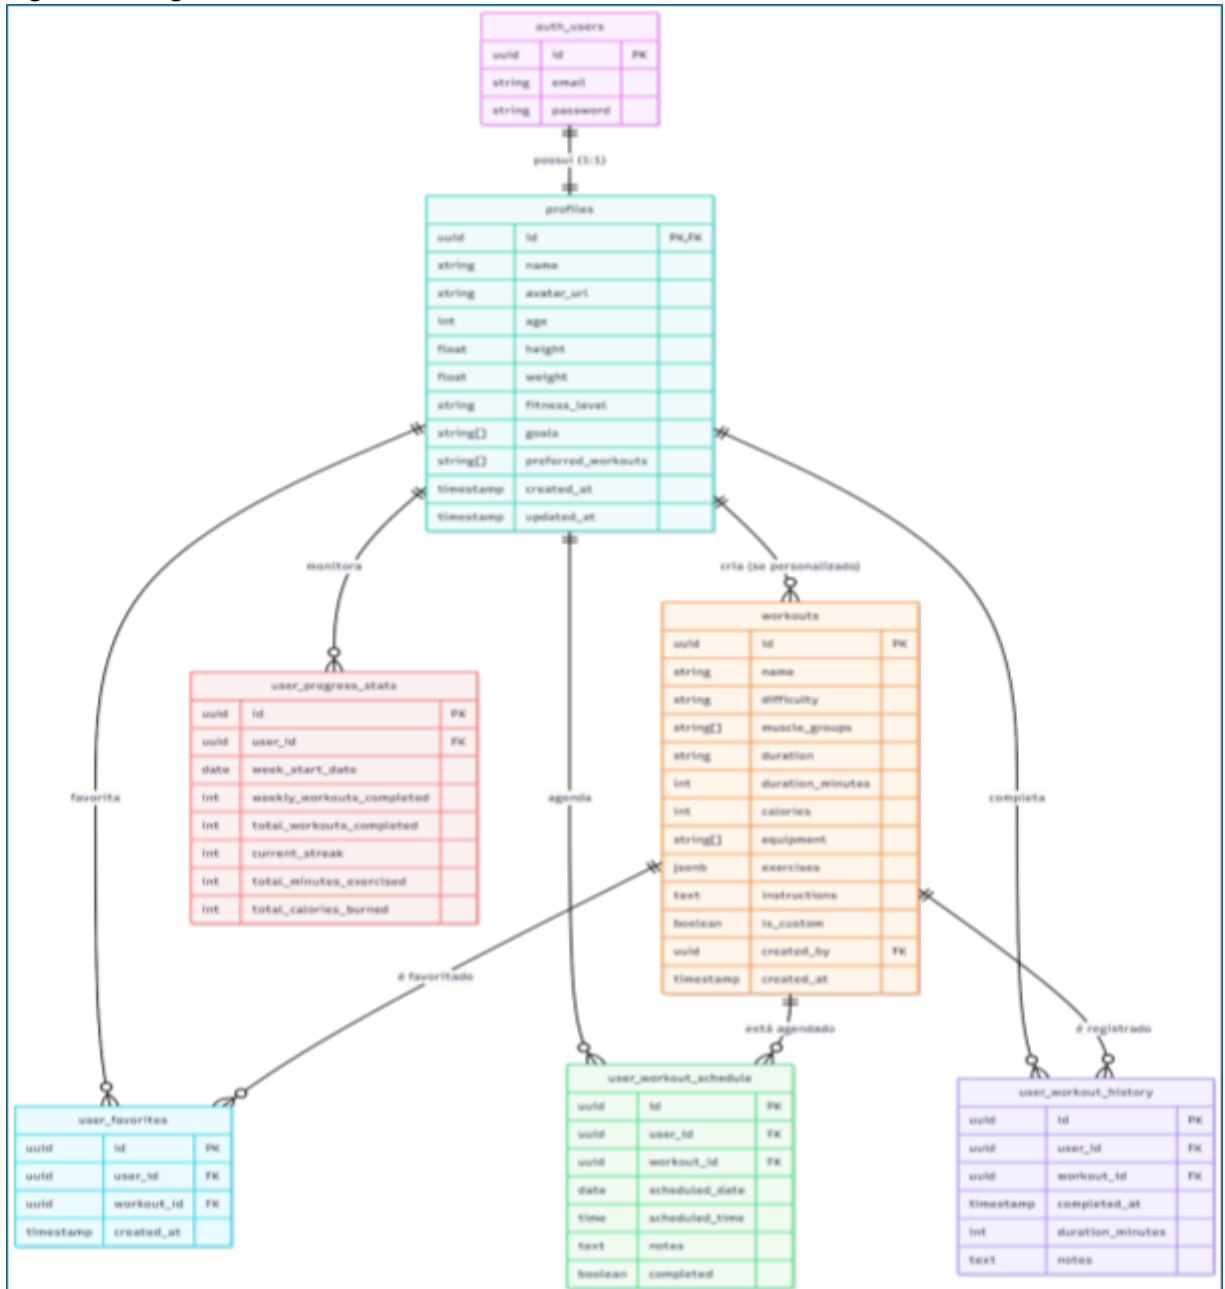 auth_users
uuid id PK
string email
string password
possui (1:1)
profiles
uuid id PK,FK
string name
string avatar_url
int age
float height
float weight
string fitness_level
string[] goals
string[] preferred_workouts
timestamp created_at
timestamp updated_at
monitora
cria (se personalizado)
workouts
uuid id PK
string name
string difficulty
string[] muscle_groups
string duration
int duration_minutes
int calories
string[] equipment
jsonb exercises
text instructions
boolean is_custom
uuid created_by FK
timestamp created_at
user_progress_stats
uuid id PK
uuid user_id FK
date week_start_date
int weekly_workouts_completed
int total_workouts_completed
int current_streak
int total_minutes_exercised
int total_calories_burned
favorita
agenda
completa
é favoritado
está agendado
é registrado
user_favorites
uuid id PK
uuid user_id FK
uuid workout_id FK
timestamp created_at
user_workout_schedule
uuid id PK
uuid user_id FK
uuid workout_id FK
date scheduled_date
time scheduled_time
text notes
boolean completed
user_workout_history
uuid id PK
uuid user_id FK
uuid workout_id FK
timestamp completed_at
int duration_minutes
text notes